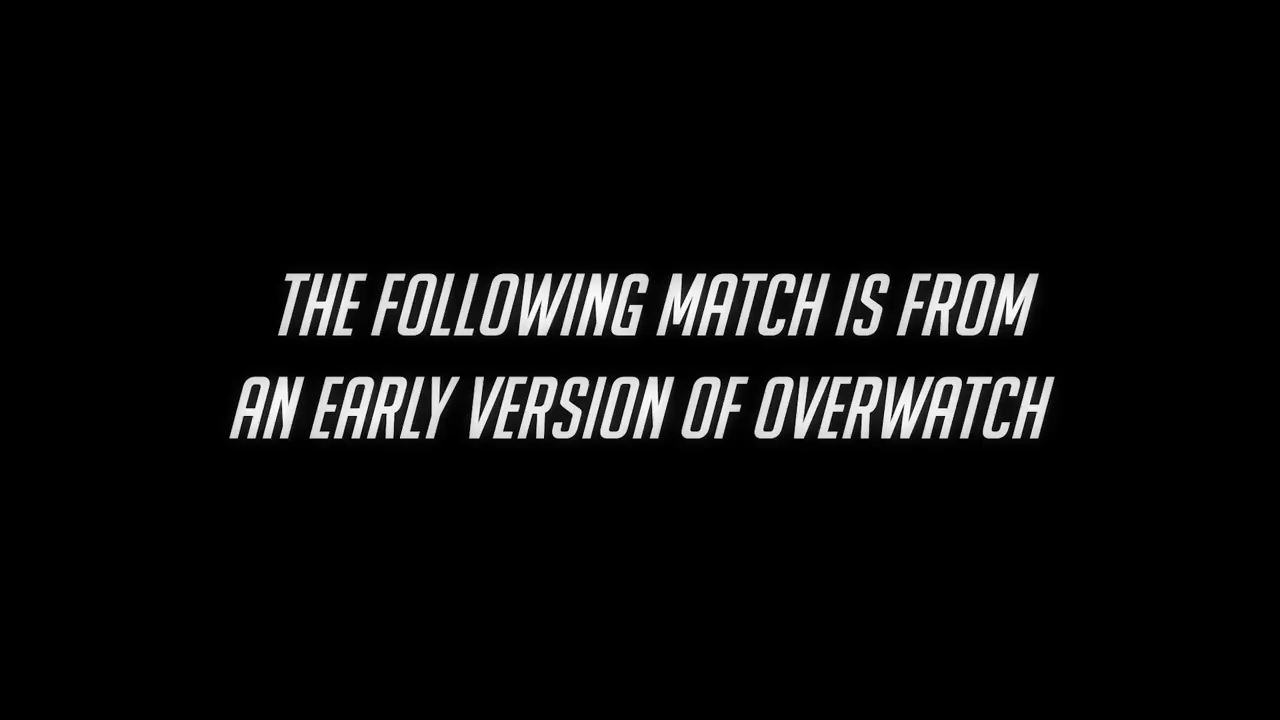 THE FOLLOWING MATCH IS FROM
AN EARLY VERSION OF OVERWATCH